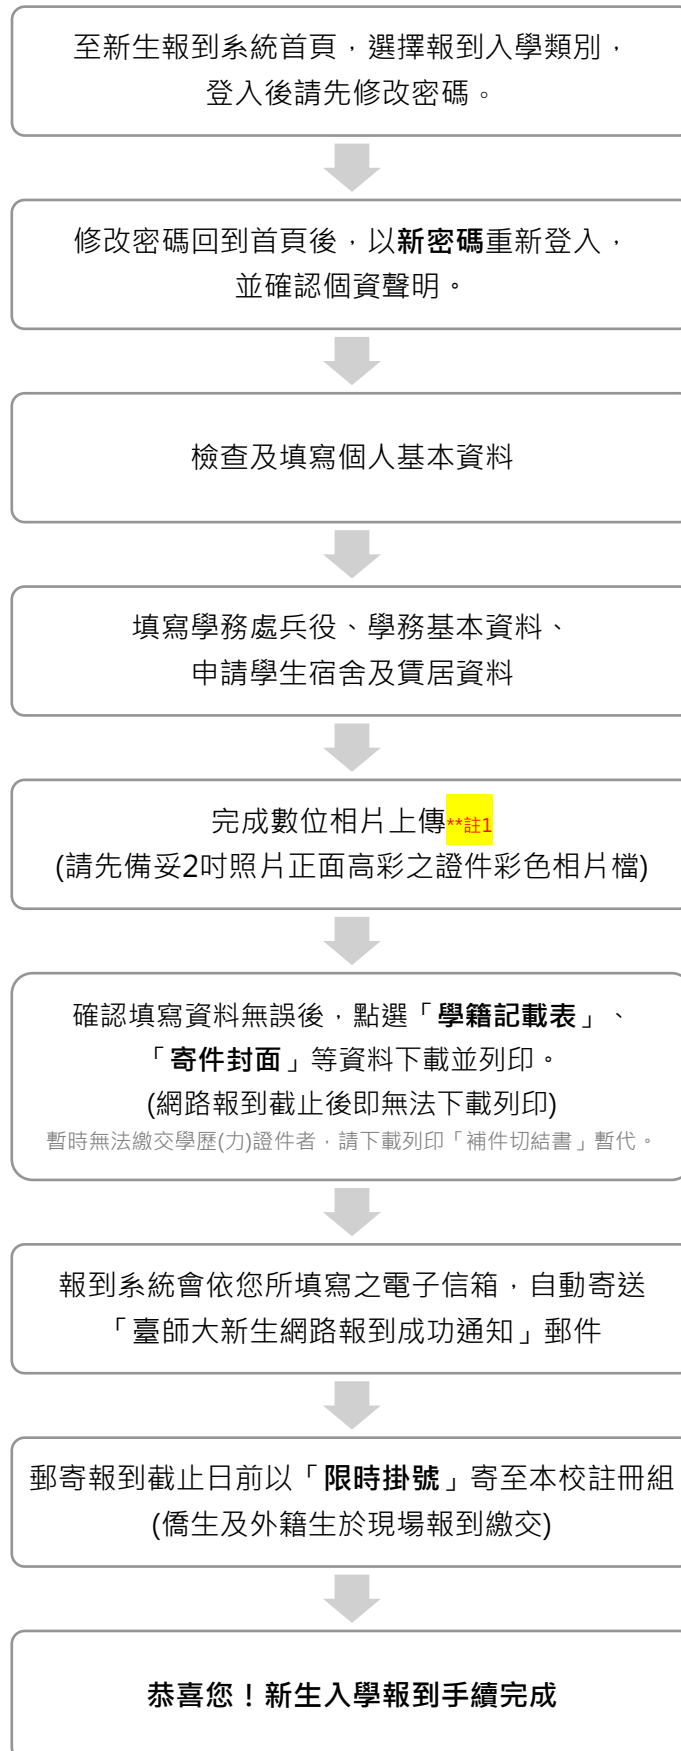 至新生報到系統首頁，選擇報到入學類別，
登入後請先修改密碼。
修改密碼回到首頁後，以新密碼重新登入，
並確認個資聲明。
檢查及填寫個人基本資料
填寫學務處兵役、學務基本資料、
申請學生宿舍及賃居資料
完成數位相片上傳**註1
(請先備妥2吋照片正面高彩之證件彩色相片檔)
確認填寫資料無誤後，點選「學籍記載表」、
「寄件封面」等資料下載並列印。
(網路報到截止後即無法下載列印)
暫時無法繳交學歷(力)證件者，請下載列印「補件切結書」暫代。
報到系統會依您所填寫之電子信箱，自動寄送
「臺師大新生網路報到成功通知」郵件
郵寄報到截止日前以「限時掛號」寄至本校註冊組
(僑生及外籍生於現場報到繳交)
恭喜您！新生入學報到手續完成